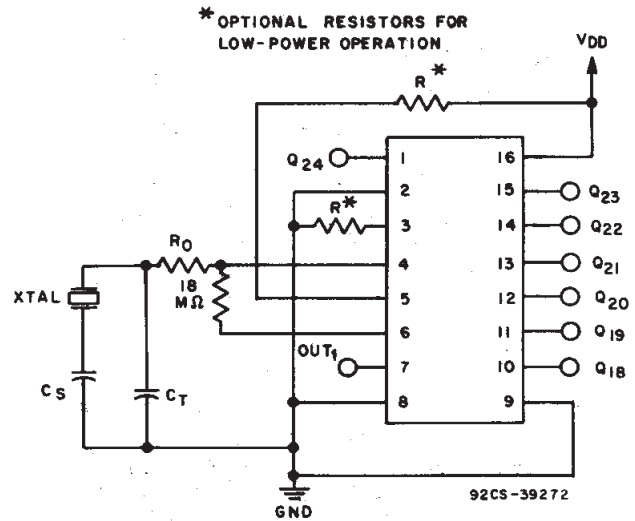 *OPTIONAL RESISTORS FOR
LOW-POWER OPERATION
VDD
R*
Q24
1
16
2
15
Q23
R*
3
14
Q22
RO
4
13
Q21
18
MΩ
XTAL
5
12
Q20
6
11
Q19
OUT1
7
10
Q18
CS
CT
8
9
92CS-39272
GND